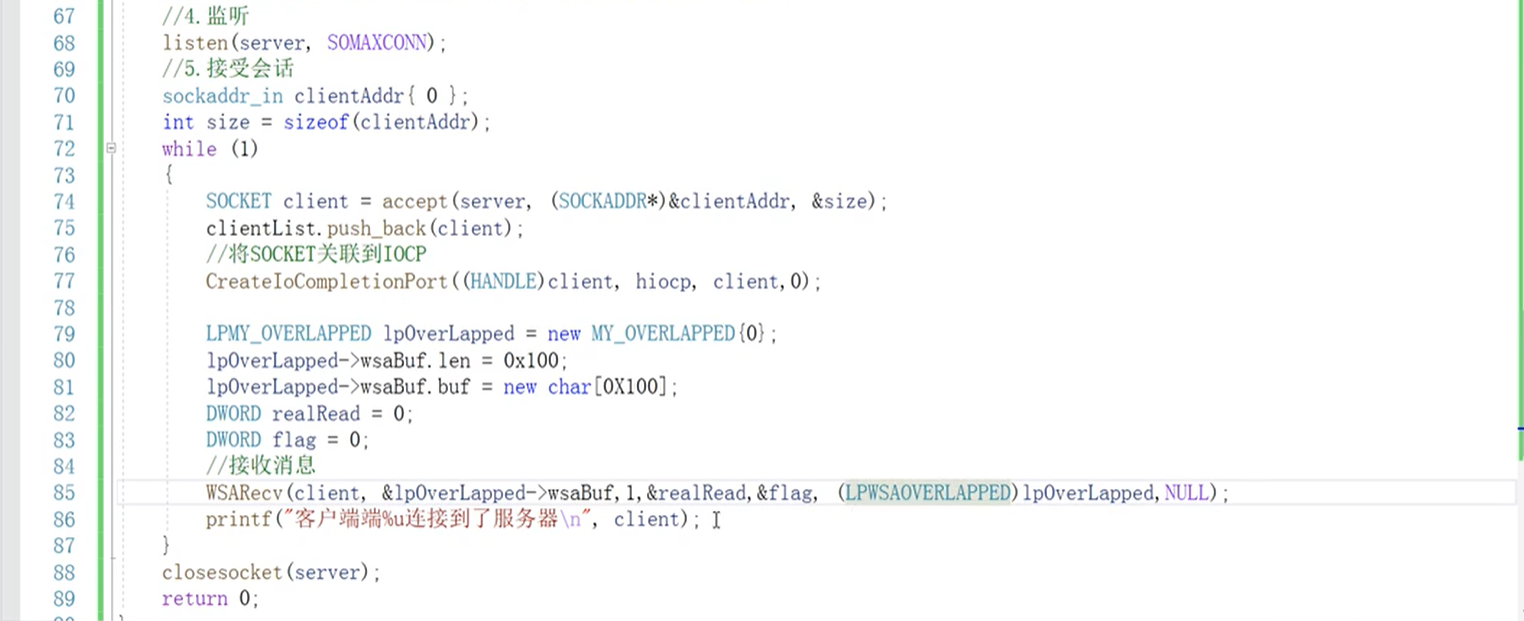 67 //4.监听
68 listen(server, SOMAXCONN);
69 //5.接受会话
70 sockaddr_in clientAddr{ 0 };
71 int size = sizeof(clientAddr);
72 while (1)
73 {
74 SOCKET client = accept(server, (SOCKADDR*)&clientAddr, &size);
75 clientList.push_back(client);
76 //将SOCKET关联到IOCP
77 CreateIoCompletionPort((HANDLE)client, hiocp, client,0);
78
79 LPMY_OVERLAPPED lpOverLapped = new MY_OVERLAPPED{0};
80 lpOverLapped->wsaBuf.len = 0x100;
81 lpOverLapped->wsaBuf.buf = new char[0X100];
82 DWORD realRead = 0;
83 DWORD flag = 0;
84 //接收消息
85 WSARecv(client, &lpOverLapped->wsaBuf,1,&realRead,&flag, (LPWSAOVERLAPPED)lpOverLapped,NULL);
86 printf("客户端端%u连接到了服务器\n", client);
87 }
88 closesocket(server);
89 return 0;